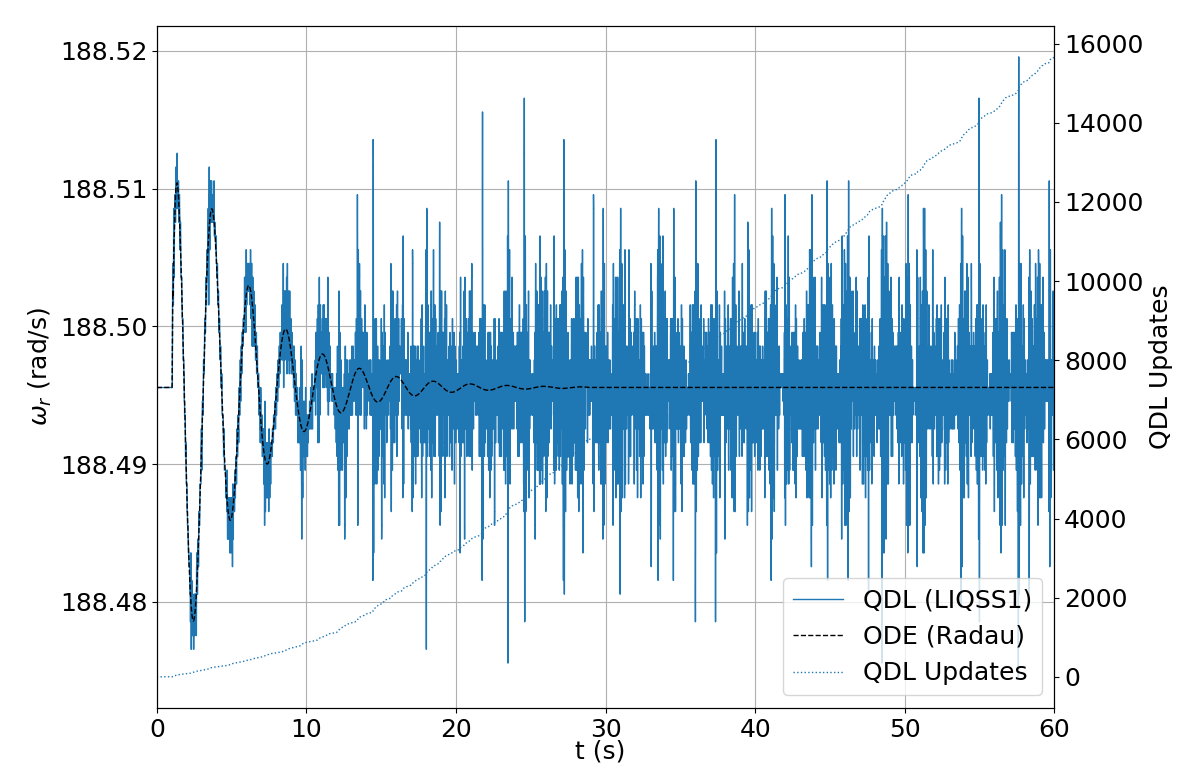 188.52
188.51
188.50
188.49
188.48
ωr (rad/s)
16000
14000
12000
10000
8000
6000
4000
2000
0
QDL Updates
QDL (LIQSS1)
ODE (Radau)
QDL Updates
0 10 20 30 40 50 60
t (s)